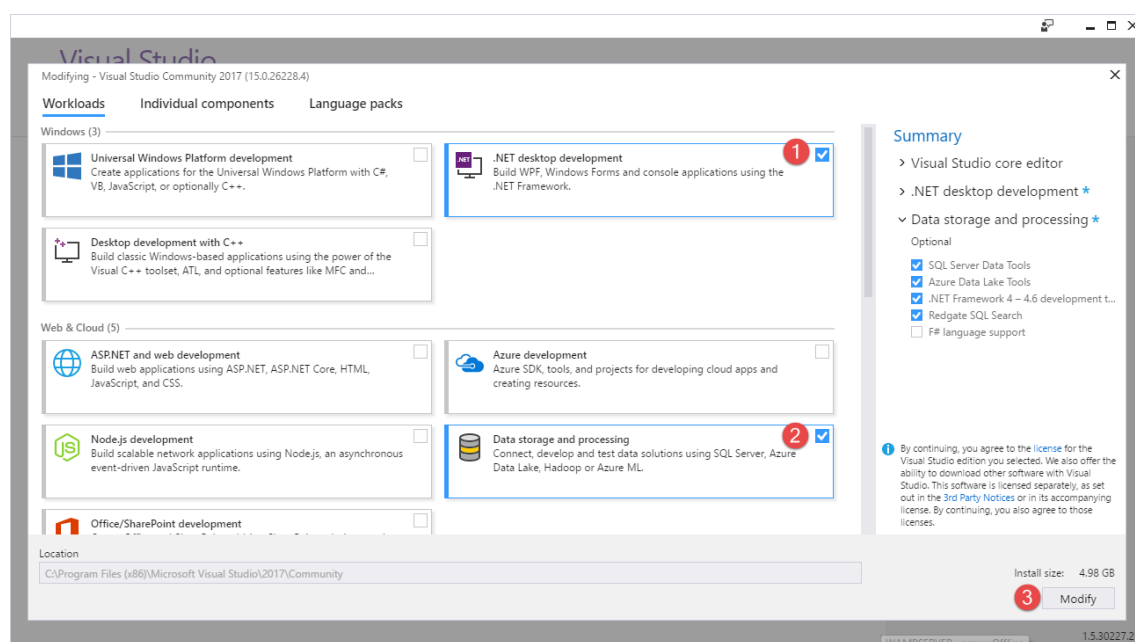 Visual Studio
Modifying - Visual Studio Community 2017 (15.0.26228.4)
Workloads Individual components Language packs
Windows (3)
Universal Windows Platform development
Create applications for the Universal Windows Platform with C#,
VB, JavaScript, or optionally C++.
.NET
.NET desktop development
Build WPF, Windows Forms and console applications using the
.NET Framework.
1
Desktop development with C++
Build classic Windows-based applications using the power of the
Visual C++ toolset, ATL, and optional features like MFC and...
Web & Cloud (5)
ASP.NET and web development
Build web applications using ASP.NET, ASP.NET Core, HTML,
JavaScript, and CSS.
Azure development
Azure SDK, tools, and projects for developing cloud apps and
creating resources.
JS
Node.js development
Build scalable network applications using Node.js, an asynchronous
event-driven JavaScript runtime.
Data storage and processing
Connect, develop and test data solutions using SQL Server, Azure
Data Lake, Hadoop or Azure ML.
2
Office/SharePoint development
Summary
Visual Studio core editor
.NET desktop development *
Data storage and processing *
Optional
SQL Server Data Tools
Azure Data Lake Tools
.NET Framework 4 – 4.6 development t...
Redgate SQL Search
F# language support
By continuing, you agree to the license for the
Visual Studio edition you selected. We also offer the
ability to download other software with Visual
Studio. This software is licensed separately, as set
out in the 3rd Party Notices or in its accompanying
license. By continuing, you also agree to those
licenses.
Location
C:\Program Files (x86)\Microsoft Visual Studio\2017\Community
Install size: 4.98 GB
3
Modify
1.5.30227.2